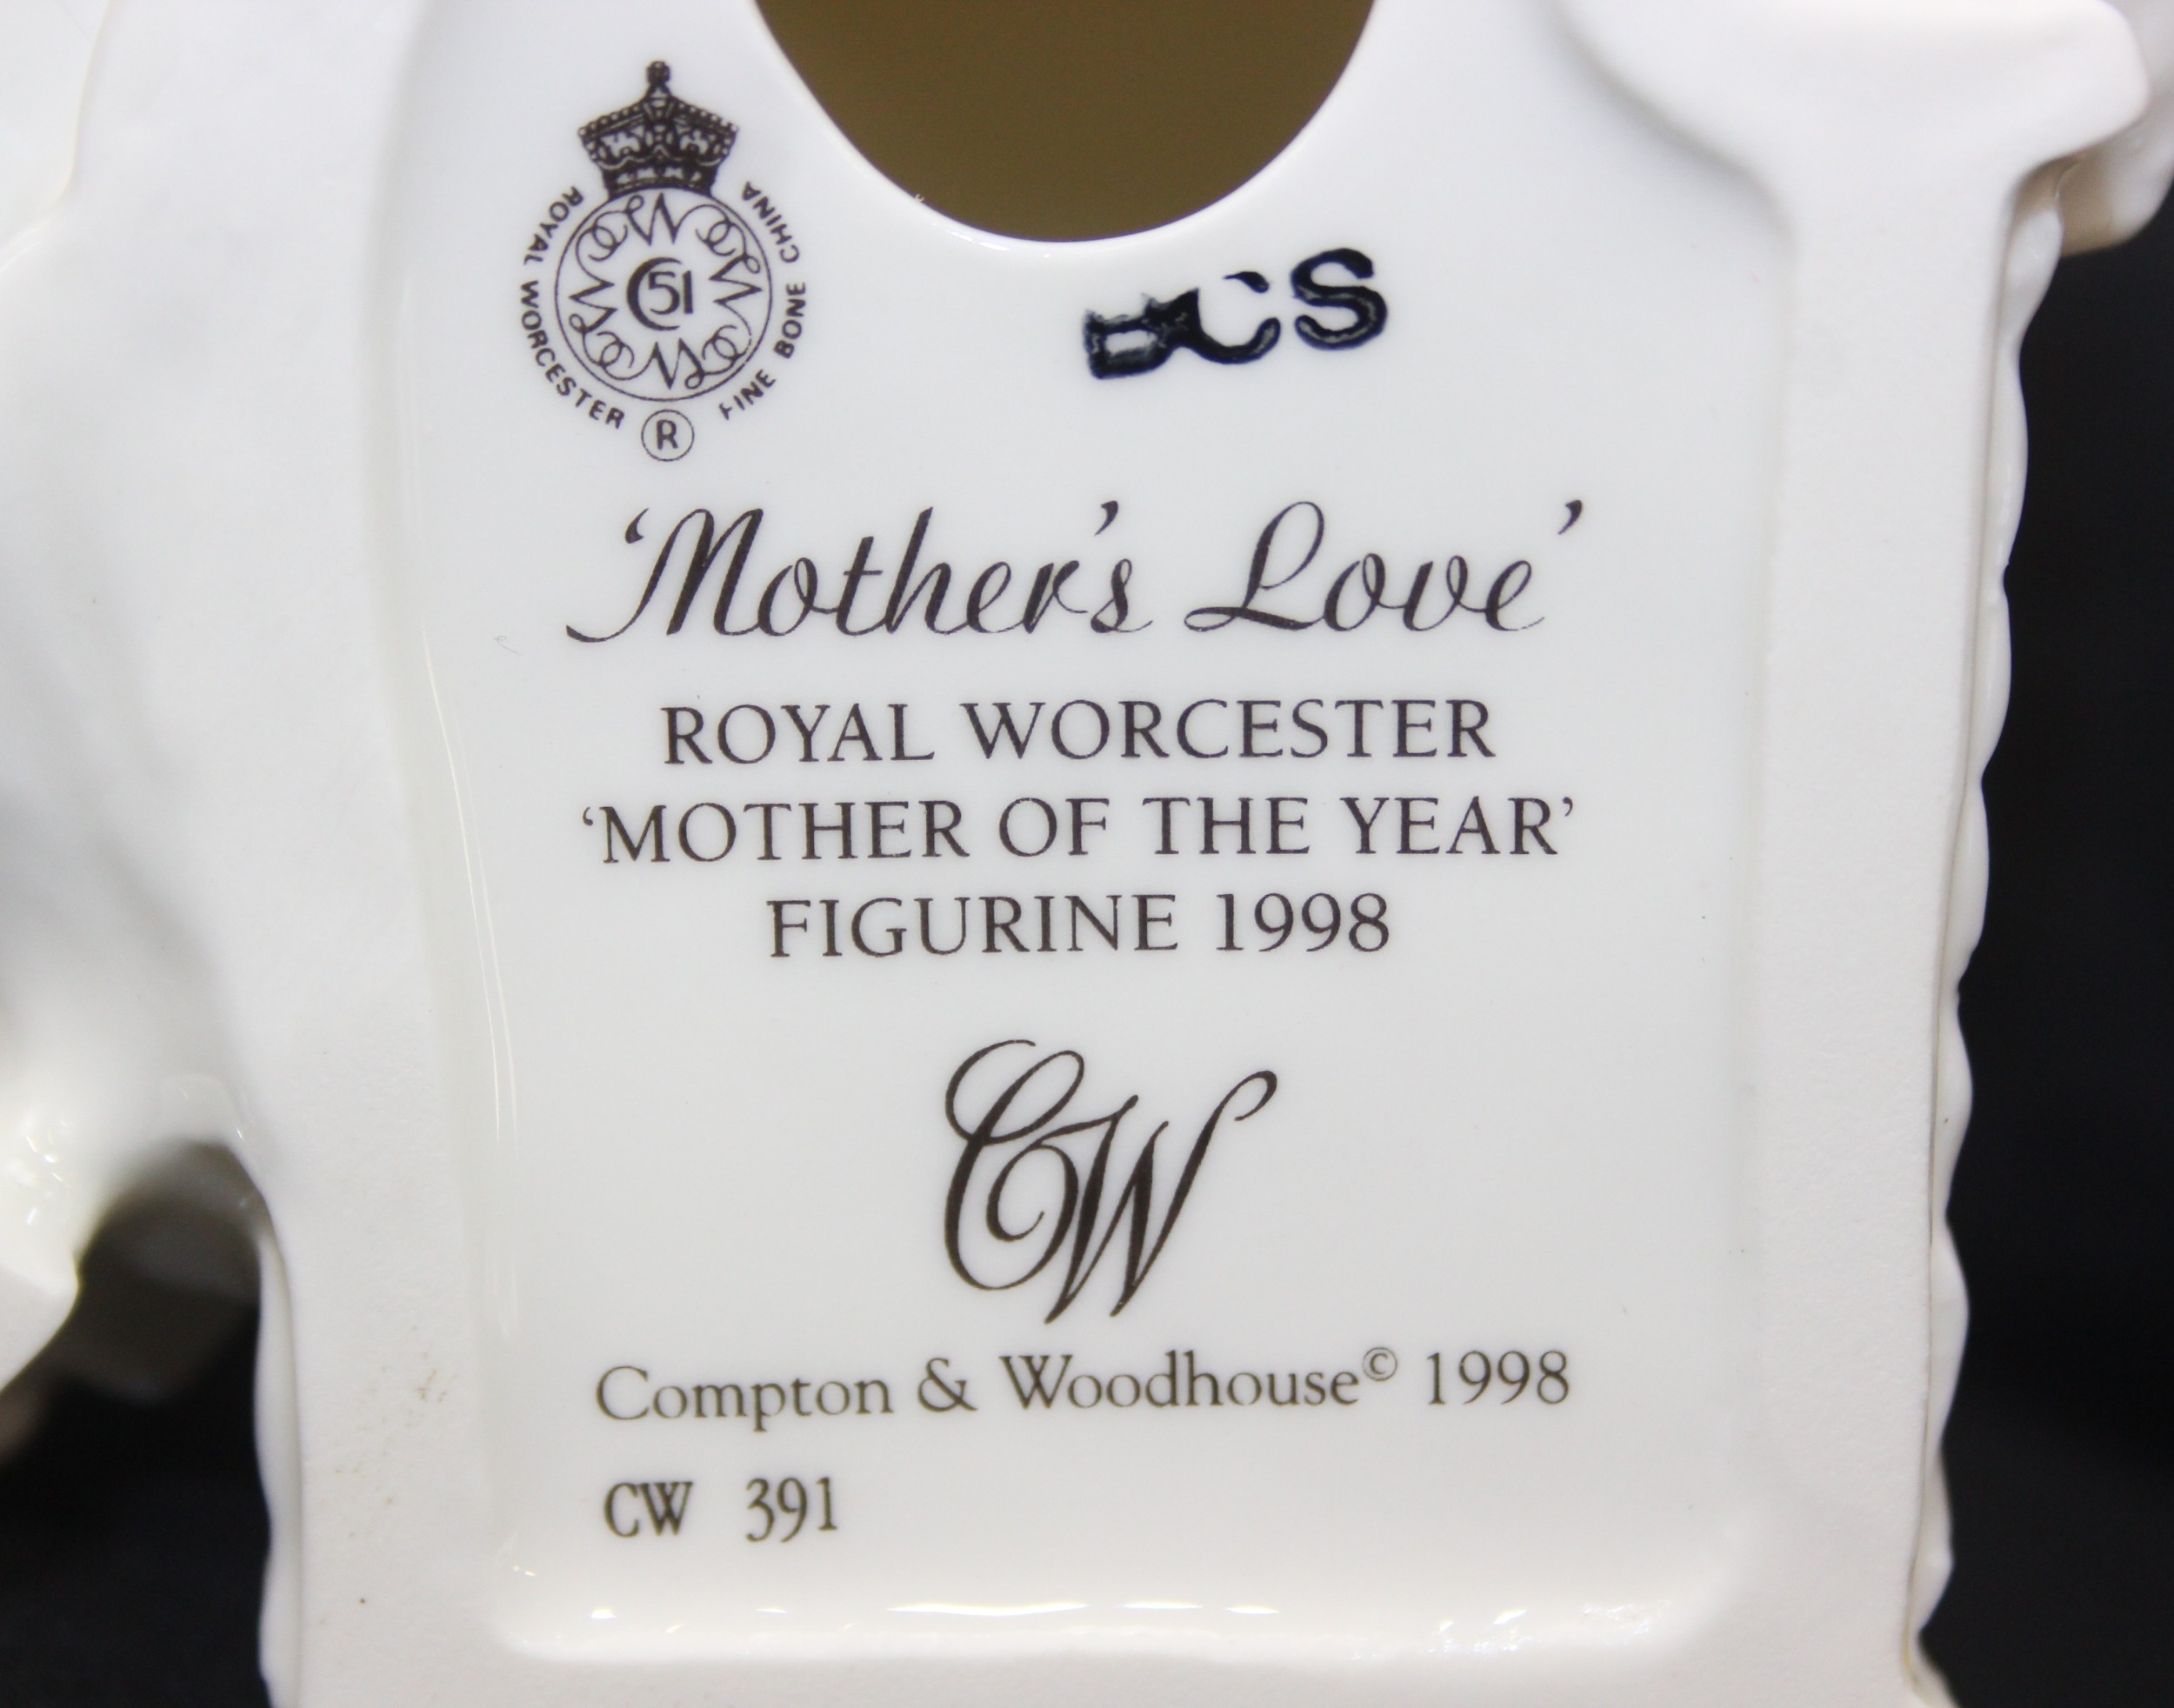 ROYAL WORCESTER FINE BONE CHINA
51
R
CS
‘Mother’s Love’
ROYAL WORCESTER
‘MOTHER OF THE YEAR’
FIGURINE 1998
CW
Compton & Woodhouse© 1998
CW 391